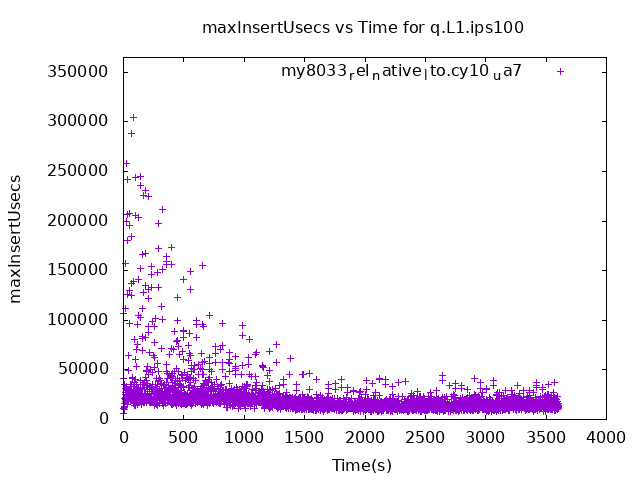 maxInsertUsecs vs Time for q.L1.ips100
my8033relnativelto.cy10ua7
350000
300000
250000
200000
150000
100000
50000
0
maxInsertUsecs
0 500 1000 1500 2000 2500 3000 3500 4000
Time(s)